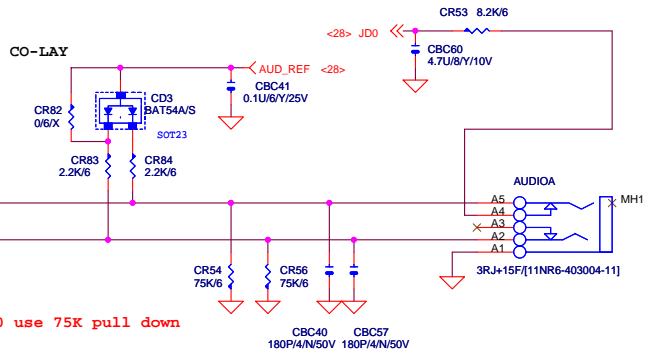 CR53 8.2K/6
<28> JD0
CO-LAY
CBC60
4.7U/8/Y/10V
AUD_REF <28>
CBC41
0.1U/6/Y/25V
CD3
BAT54A/S
CR82
0/6/X
SOT23
CR83
2.2K/6
CR84
2.2K/6
AUDIOA
A5
A4
A3
A2
A1
MH1
3RJ+15F/[11NR6-403004-11]
CR54
75K/6
CR56
75K/6
use 75K pull down
CBC40
180P/4/N/50V
CBC57
180P/4/N/50V